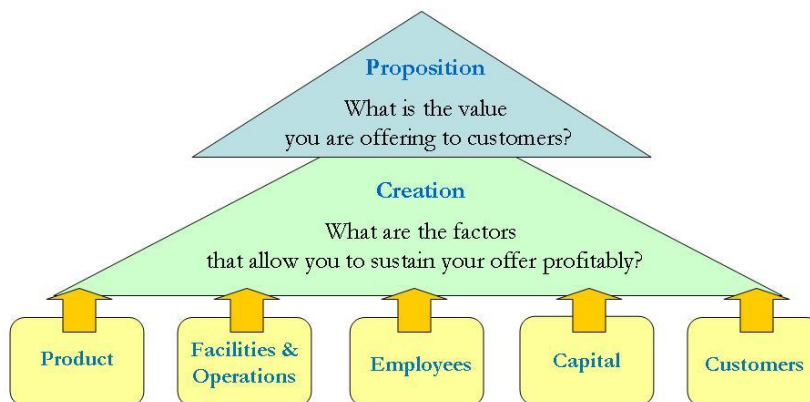 Proposition
What is the value
you are offering to customers?
Creation
What are the factors
that allow you to sustain your offer profitably?
Product
Facilities &
Operations
Employees
Capital
Customers